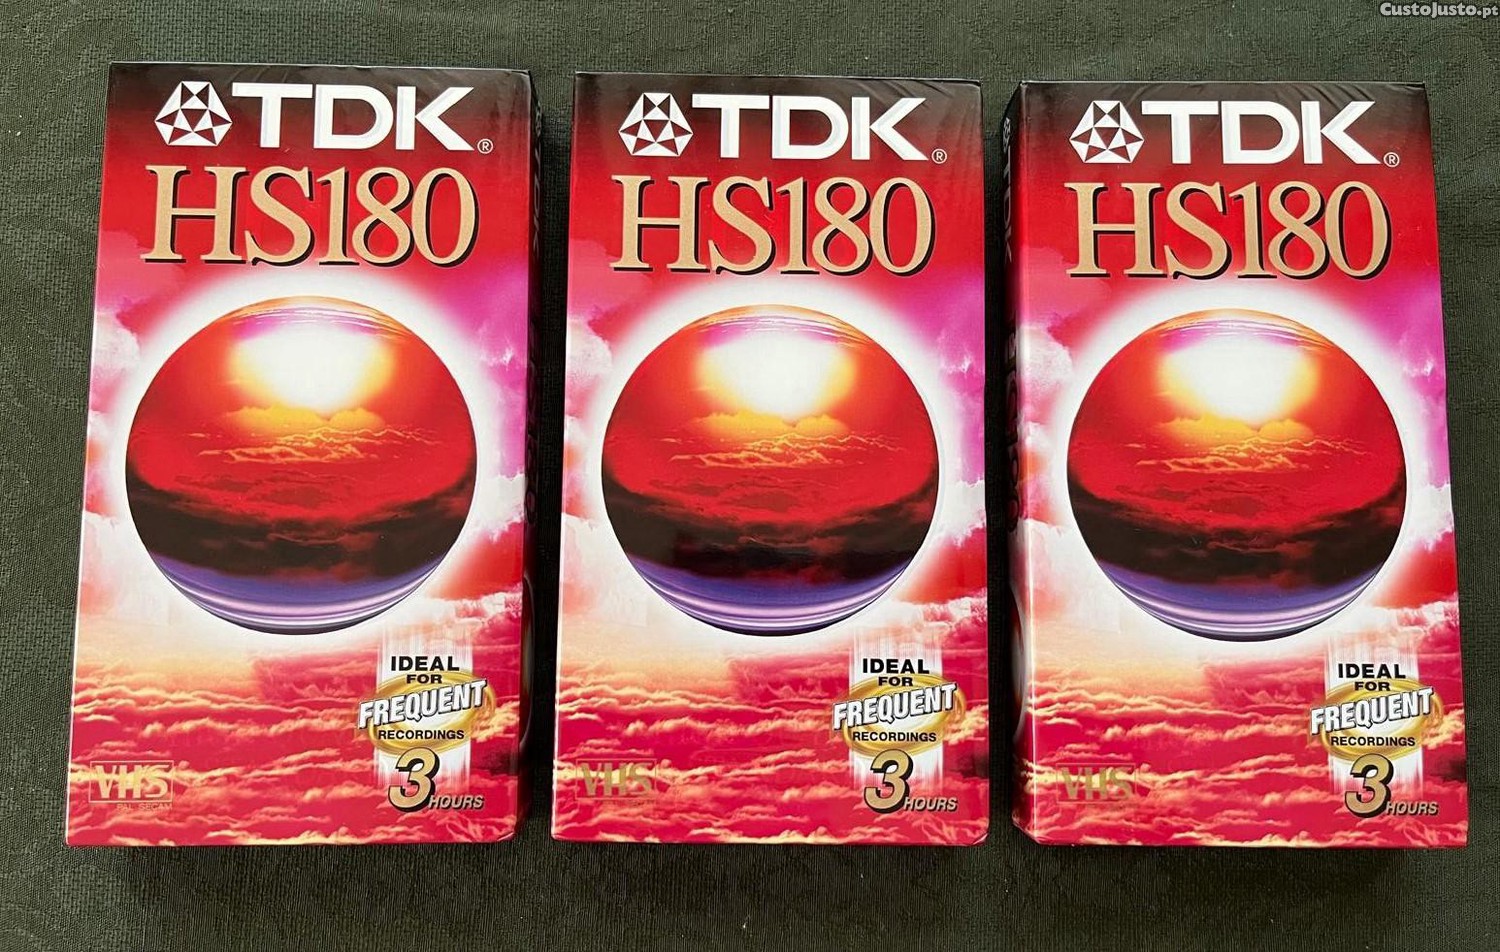 CustoJusto.pt
TDK®
HS180
IDEAL
FOR
FREQUENT
RECORDINGS
3 HOURS
VHS
PAL SECAM
TDK®
HS180
IDEAL
FOR
FREQUENT
RECORDINGS
3 HOURS
VHS
TDK®
HS180
IDEAL
FOR
FREQUENT
RECORDINGS
3 HOURS
VHS